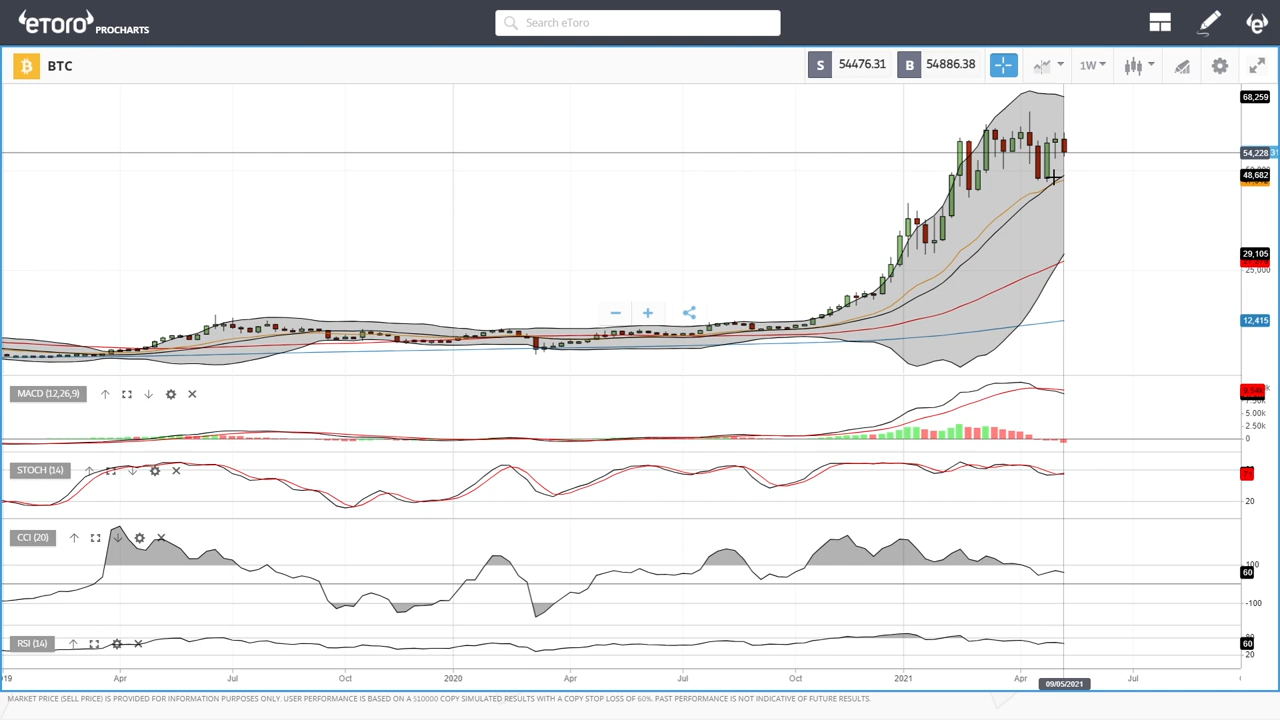 eToro PROCHARTS
Search eToro
BTC
S 54476.31 B 54886.38 1W
68,259
54,228
48,682
29,105
25,000
12,415
MACD (12,26,9)
7.50k
5.00k
2.50k
0
STOCH (14)
20
CCI (20)
100
60
-100
RSI (14)
60
20
Apr Jul Oct 2020 Apr Jul Oct 2021 Apr Jul
09/05/2021
MARKET PRICE (SELL PRICE) IS PROVIDED FOR INFORMATION PURPOSES ONLY. USER PERFORMANCE IS BASED ON A $10000 COPY SIMULATED RESULTS WITH A COPY STOP LOSS OF 60%. PAST PERFORMANCE IS NOT INDICATIVE OF FUTURE RESULTS.